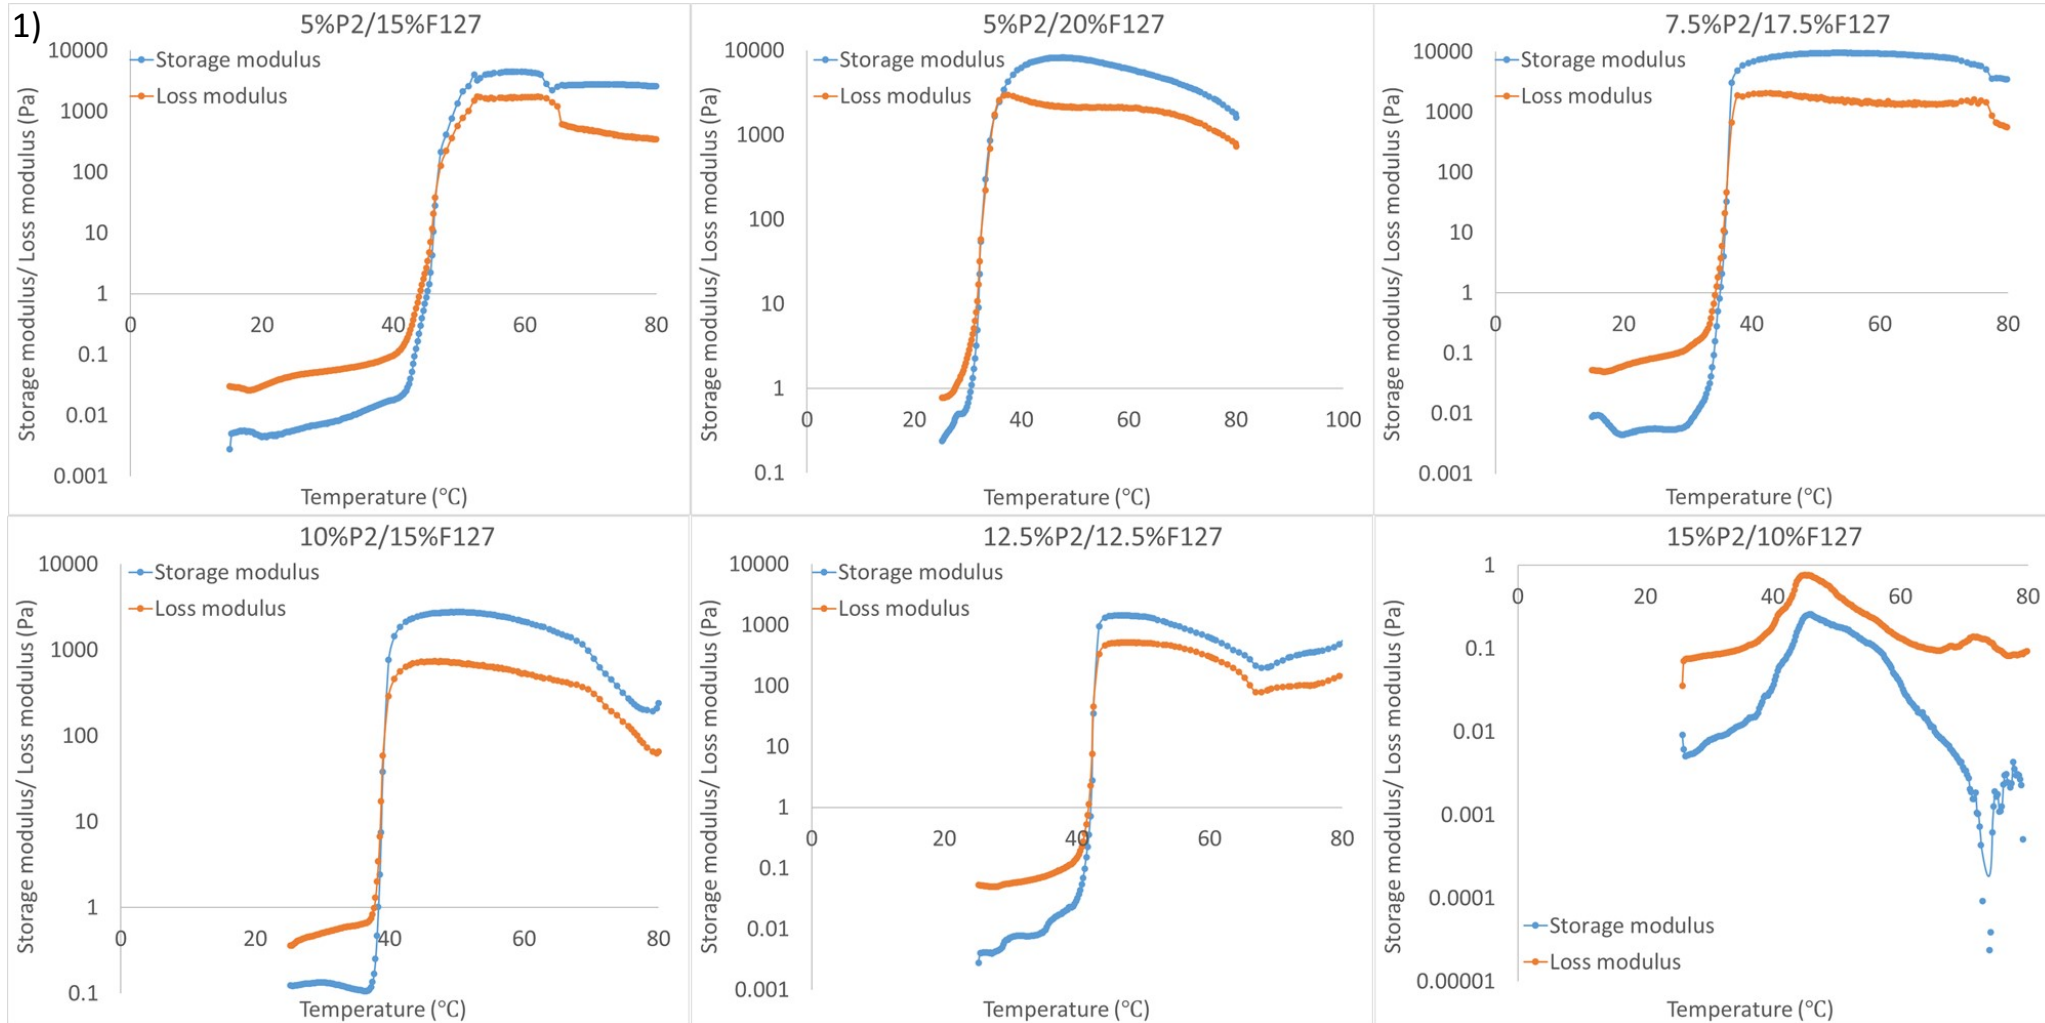 1)
5%P2/15%F127
10000
1000
100
10
1
0.1
0.01
0.001
0
20
40
60
80
Storage modulus
Loss modulus
Storage modulus/ Loss modulus (Pa)
Temperature (℃)
5%P2/20%F127
10000
1000
100
10
1
0.1
0
20
40
60
80
100
Storage modulus
Loss modulus
Storage modulus/ Loss modulus (Pa)
Temperature (℃)
7.5%P2/17.5%F127
10000
1000
100
10
1
0.1
0.01
0.001
0
20
40
60
80
Storage modulus
Loss modulus
Storage modulus/ Loss modulus (Pa)
Temperature (℃)
10%P2/15%F127
10000
1000
100
10
1
0.1
0
20
40
60
80
Storage modulus
Loss modulus
Storage modulus/ Loss modulus (Pa)
Temperature (℃)
12.5%P2/12.5%F127
10000
1000
100
10
1
0.1
0.01
0.001
0
20
40
60
80
Storage modulus
Loss modulus
Storage modulus/ Loss modulus (Pa)
Temperature (℃)
15%P2/10%F127
1
0.1
0.01
0.001
0.0001
0.00001
0
20
40
60
80
Storage modulus
Loss modulus
Storage modulus/ Loss modulus (Pa)
Temperature (℃)